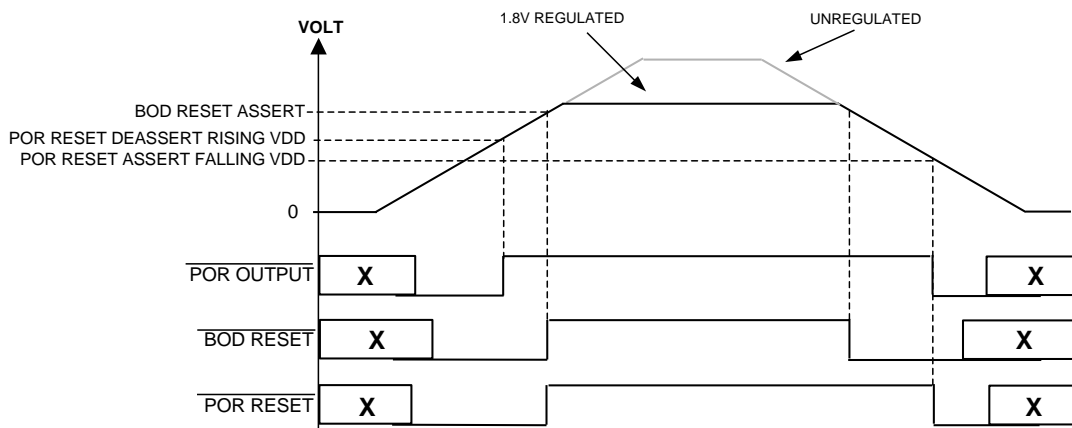 1.8V REGULATED
UNREGULATED
VOLT
BOD RESET ASSERT
POR RESET DEASSERT RISING VDD
POR RESET ASSERT FALLING VDD
0
POR OUTPUT
X
X
BOD RESET
X
X
POR RESET
X
X